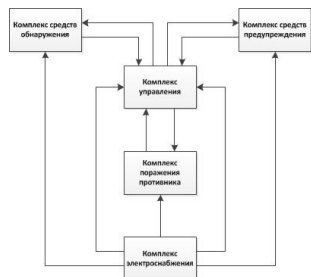 Комплекс средств
обнаружения
Комплекс средств
предупреждения
Комплекс
управления
Комплекс
поражения
противника
Комплекс
электроснабжения